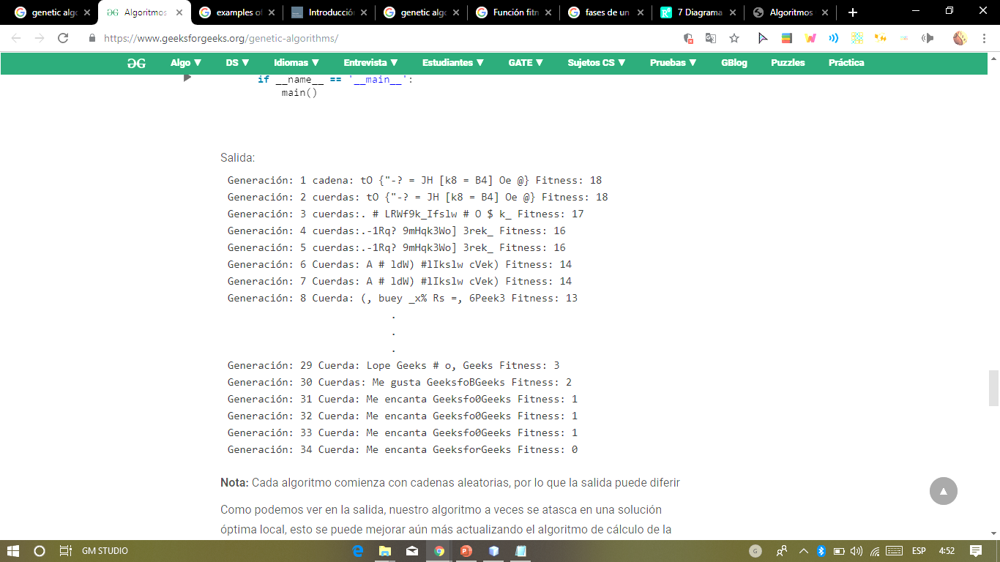 genetic algo
Algoritmos
examples of
Introducción
genetic algo
Función fitn
fases de un
7 Diagrama
Algoritmos
https://www.geeksforgeeks.org/genetic-algorithms/
Algo ▼ DS ▼ Idiomas ▼ Entrevista ▼ Estudiantes ▼ GATE ▼ Sujetos CS ▼ Pruebas ▼ GBlog Puzzles Práctica
if __name__ == '__main__':
main()
Salida:
Generación: 1 cadena: tO {"-? = JH [k8 = B4] Oe @} Fitness: 18
Generación: 2 cuerdas: tO {"-? = JH [k8 = B4] Oe @} Fitness: 18
Generación: 3 cuerdas:. # LRWf9k_Ifslw # O $ k_ Fitness: 17
Generación: 4 cuerdas:.-1Rq? 9mHqk3Wo] 3rek_ Fitness: 16
Generación: 5 cuerdas:.-1Rq? 9mHqk3Wo] 3rek_ Fitness: 16
Generación: 6 Cuerdas: A # ldW) #lIkslw cVek) Fitness: 14
Generación: 7 Cuerdas: A # ldW) #lIkslw cVek) Fitness: 14
Generación: 8 Cuerda: (, buey _x% Rs =, 6Peek3 Fitness: 13
.
.
.
Generación: 29 Cuerda: Lope Geeks # o, Geeks Fitness: 3
Generación: 30 Cuerdas: Me gusta GeeksfoBGeeks Fitness: 2
Generación: 31 Cuerda: Me encanta Geeksfo0Geeks Fitness: 1
Generación: 32 Cuerda: Me encanta Geeksfo0Geeks Fitness: 1
Generación: 33 Cuerda: Me encanta Geeksfo0Geeks Fitness: 1
Generación: 34 Cuerda: Me encanta GeeksforGeeks Fitness: 0
Nota: Cada algoritmo comienza con cadenas aleatorias, por lo que la salida puede diferir
Como podemos ver en la salida, nuestro algoritmo a veces se atasca en una solución
óptima local, esto se puede mejorar aún más actualizando el algoritmo de cálculo de la
GM STUDIO
ESP 4:52